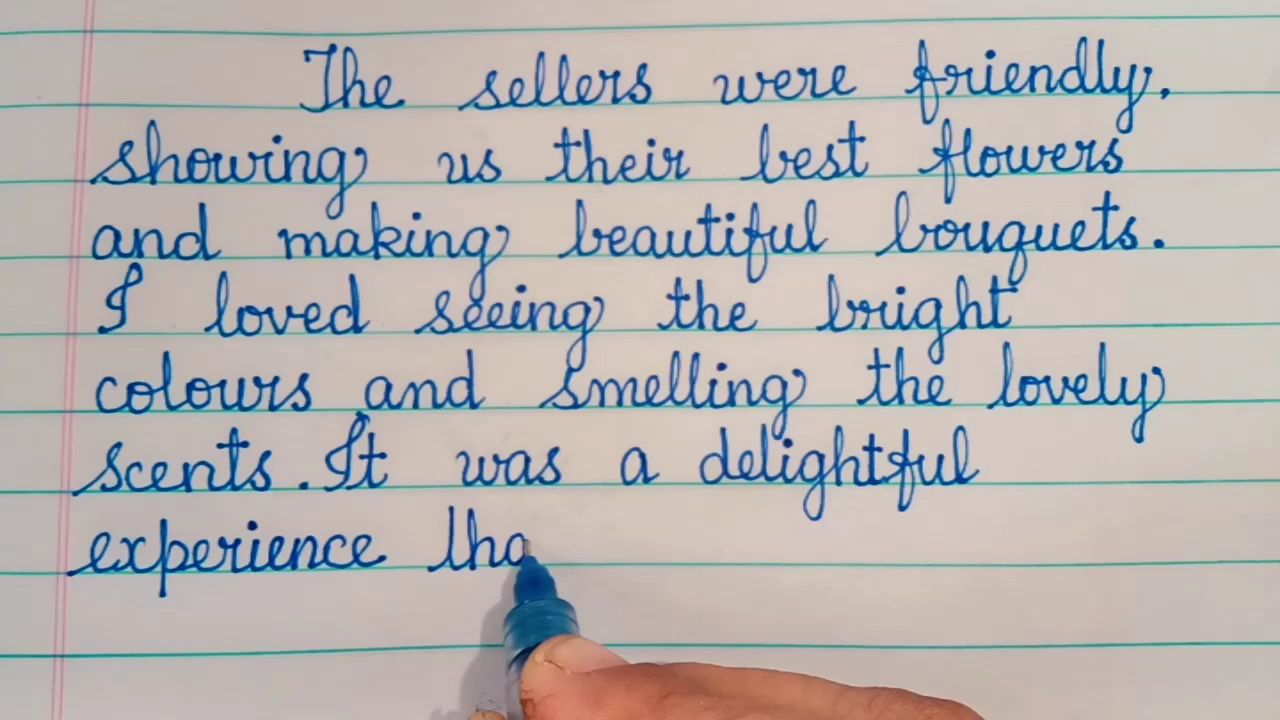 The sellers were friendly,
showing us their best flowers
and making beautiful bouquets.
I loved seeing the bright
colours and smelling the lovely
scents. It was a delightful
experience